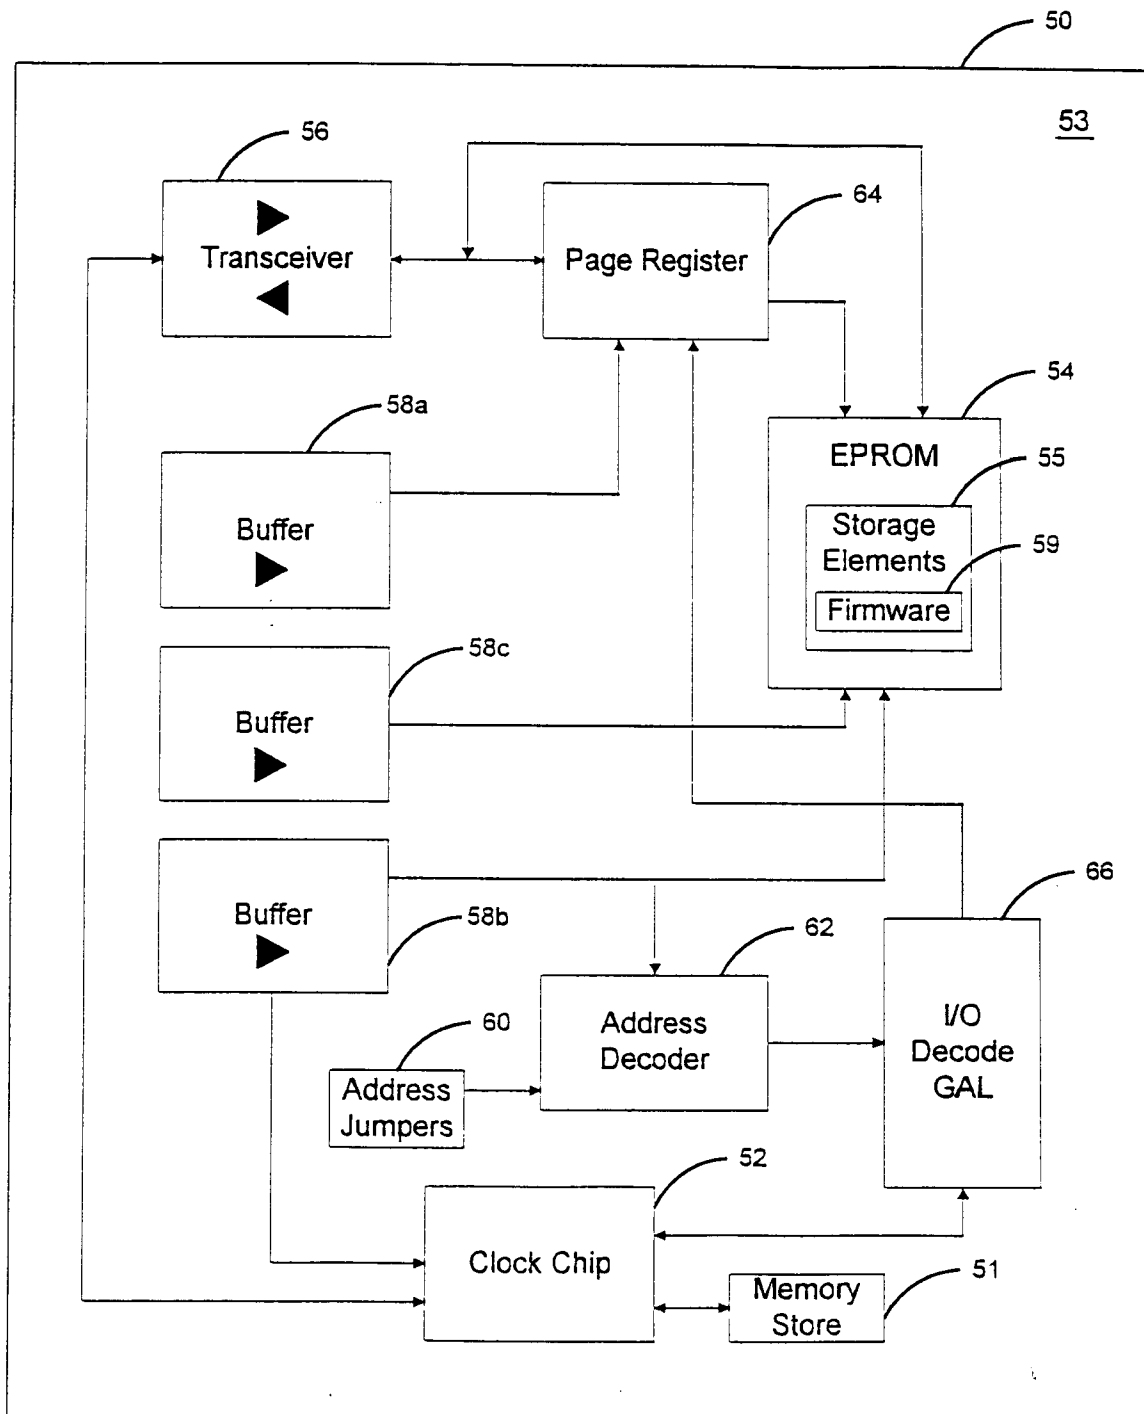 50
53
56
Transceiver
64
Page Register
54
EPROM
55
Storage
Elements
59
Firmware
58a
Buffer
58c
Buffer
58b
Buffer
66
I/O
Decode
GAL
62
Address
Decoder
60
Address
Jumpers
52
Clock Chip
51
Memory
Store